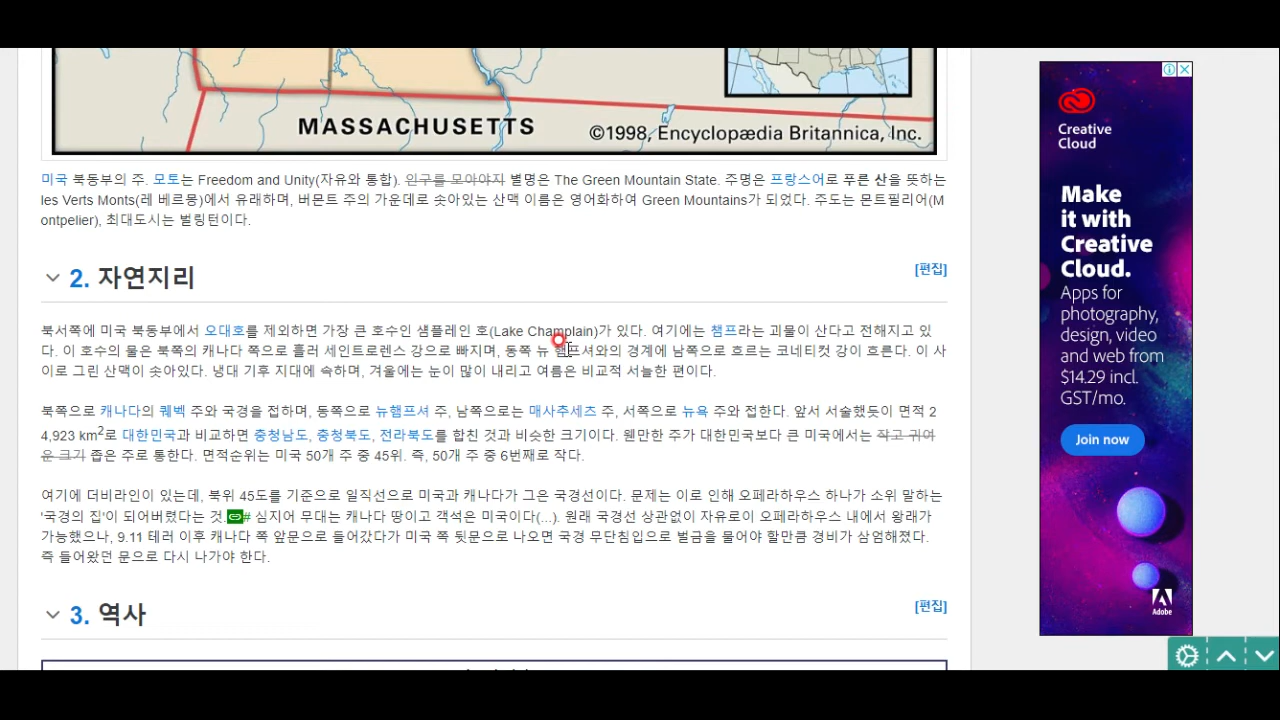 MASSACHUSETTS
©1998, Encyclopædia Britannica, Inc.
미국 북동부의 주. 모토는 Freedom and Unity(자유와 통합). 인구를 모아야지 별명은 The Green Mountain State. 주명은 프랑스어로 푸른 산을 뜻하는
les Verts Monts(레 베르몽)에서 유래하며, 버몬트 주의 가운데로 솟아있는 산맥 이름은 영어화하여 Green Mountains가 되었다. 주도는 몬트필리어(M
ontpelier), 최대도시는 벌링턴이다.
2. 자연지리
[편집]
북서쪽에 미국 북동부에서 오대호를 제외하면 가장 큰 호수인 섐플레인 호(Lake Champlain)가 있다. 여기에는 챔프라는 괴물이 산다고 전해지고 있
다. 이 호수의 물은 북쪽의 캐나다 쪽으로 흘러 세인트로렌스 강으로 빠지며, 동쪽 뉴 햄프셔와의 경계에 남쪽으로 흐르는 코네티컷 강이 흐른다. 이 사
이로 그린 산맥이 솟아있다. 냉대 기후 지대에 속하며, 겨울에는 눈이 많이 내리고 여름은 비교적 서늘한 편이다.
북쪽으로 캐나다의 퀘벡 주와 국경을 접하며, 동쪽으로 뉴햄프셔 주, 남쪽으로는 매사추세츠 주, 서쪽으로 뉴욕 주와 접한다. 앞서 서술했듯이 면적 2
4,923 km2로 대한민국과 비교하면 충청남도, 충청북도, 전라북도를 합친 것과 비슷한 크기이다. 웬만한 주가 대한민국보다 큰 미국에서는 작고 귀여
운 크기 좁은 주로 통한다. 면적순위는 미국 50개 주 중 45위. 즉, 50개 주 중 6번째로 작다.
여기에 더비라인이 있는데, 북위 45도를 기준으로 일직선으로 미국과 캐나다가 그은 국경선이다. 문제는 이로 인해 오페라하우스 하나가 소위 말하는
'국경의 집'이 되어버렸다는 것.# 심지어 무대는 캐나다 땅이고 객석은 미국이다(...). 원래 국경선 상관없이 자유로이 오페라하우스 내에서 왕래가
가능했으나, 9.11 테러 이후 캐나다 쪽 앞문으로 들어갔다가 미국 쪽 뒷문으로 나오면 국경 무단침입으로 벌금을 물어야 할만큼 경비가 삼엄해졌다.
즉 들어왔던 문으로 다시 나가야 한다.
3. 역사
[편집]
Creative
Cloud
Make
it with
Creative
Cloud.
Apps for
photography,
design, video
and web from
$14.29 incl.
GST/mo.
Join now
Adobe